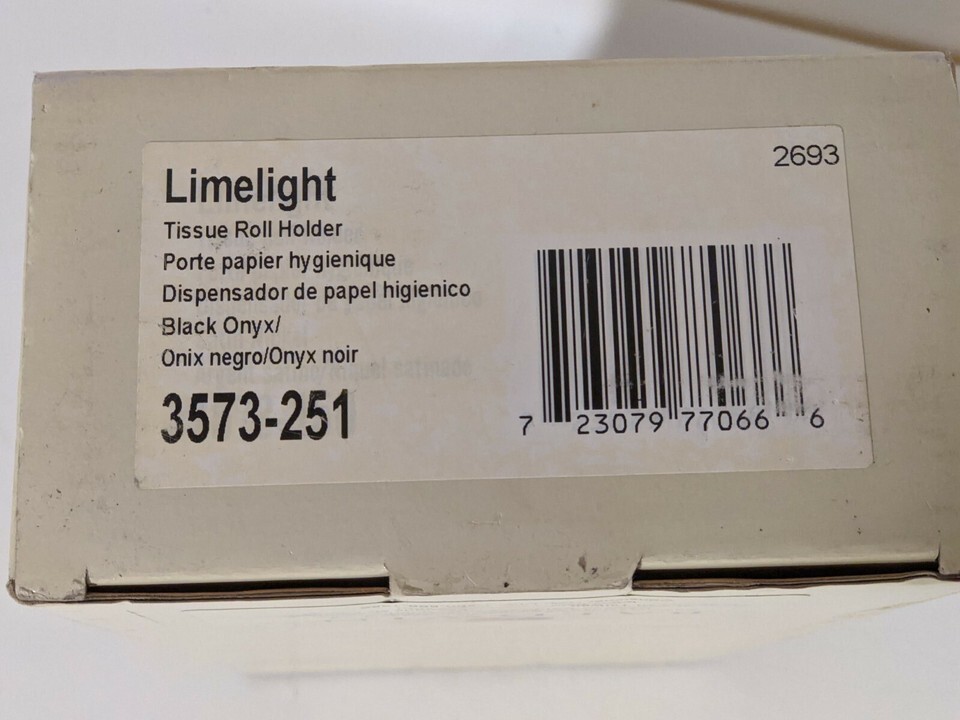 2693
Limelight
Tissue Roll Holder
Porte papier hygienique
Dispensador de papel higienico
Black Onyx/
Onix negro/Onyx noir
3573-251
7 23079 77066 6